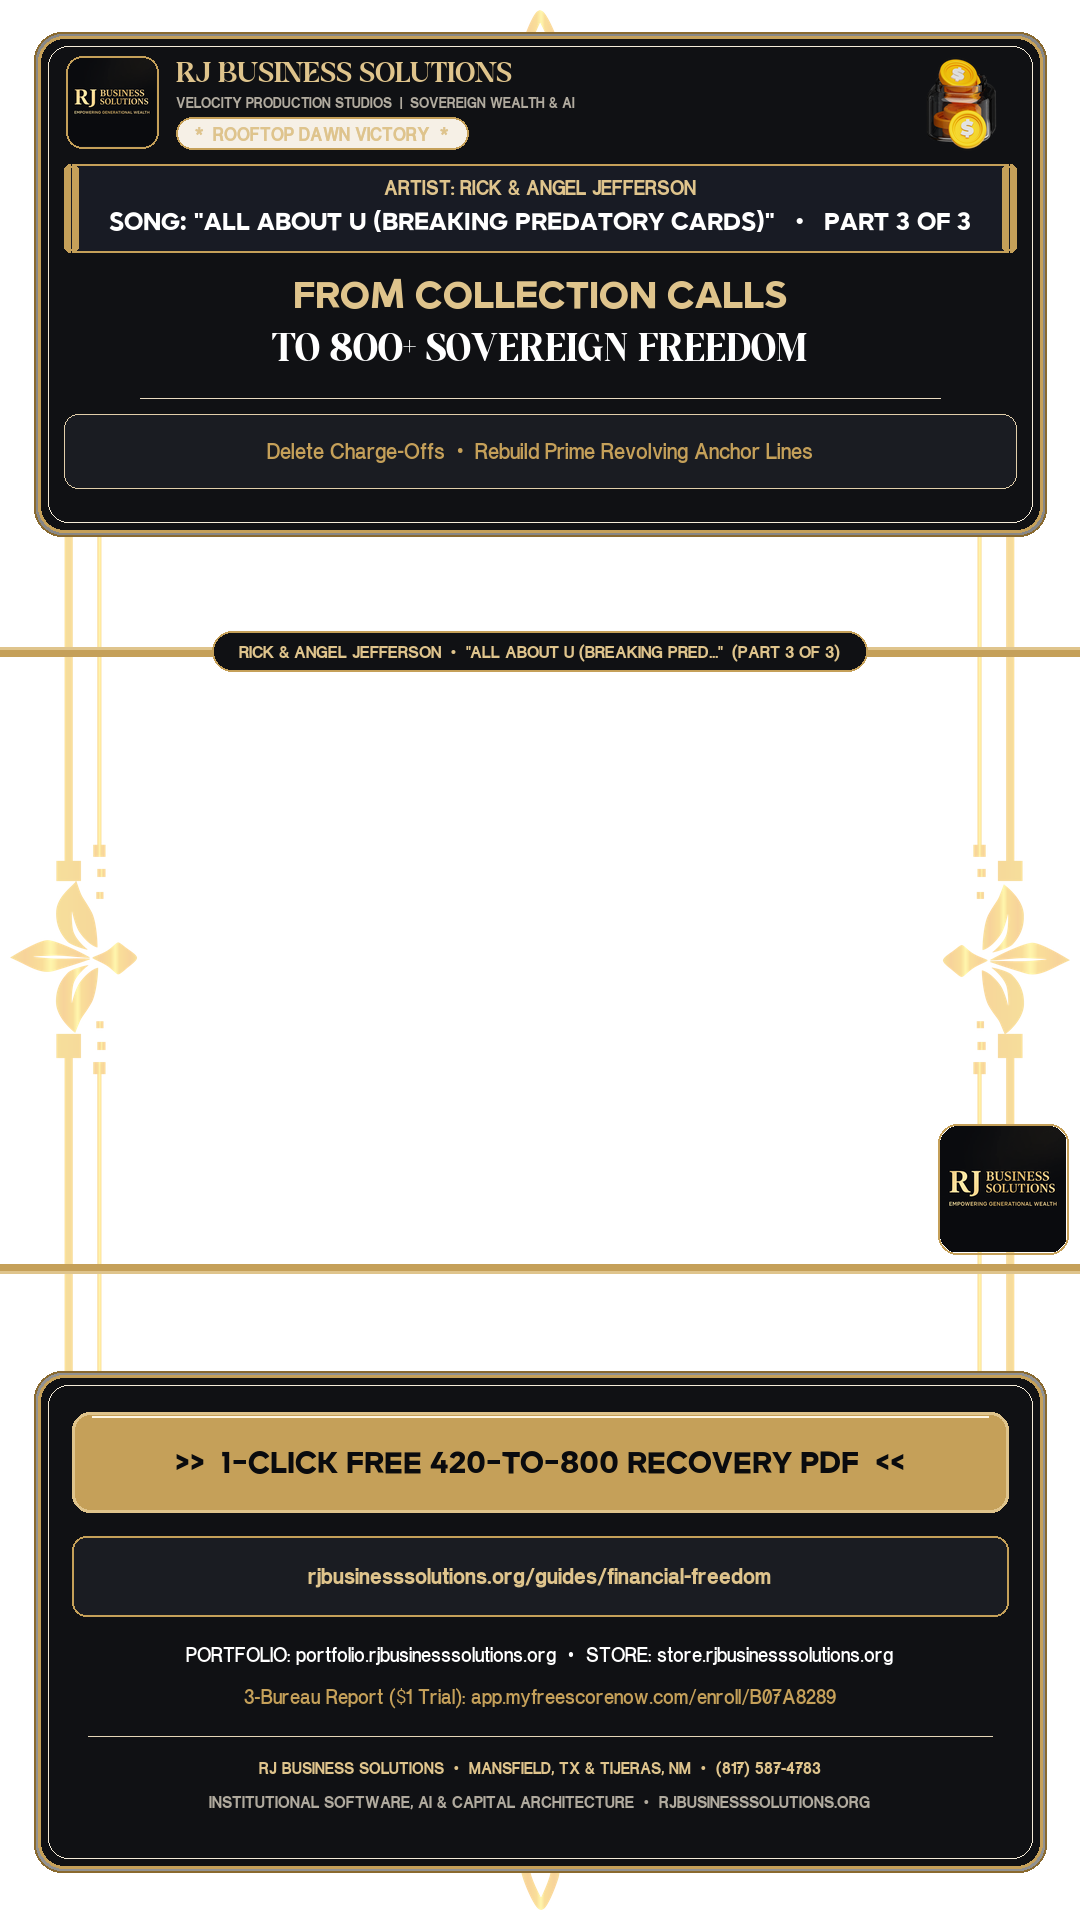 RJ BUSINESS SOLUTIONS
EMPOWERING GENERATIONAL WEALTH
RJ BUSINESS SOLUTIONS
VELOCITY PRODUCTION STUDIOS | SOVEREIGN WEALTH & AI
* ROOFTOP DAWN VICTORY *
ARTIST: RICK & ANGEL JEFFERSON
SONG: "ALL ABOUT U (BREAKING PREDATORY CARDS)" • PART 3 OF 3
FROM COLLECTION CALLS
TO 800+ SOVEREIGN FREEDOM
Delete Charge-Offs • Rebuild Prime Revolving Anchor Lines
RICK & ANGEL JEFFERSON • "ALL ABOUT U (BREAKING PRED..." (PART 3 OF 3)
RJ BUSINESS SOLUTIONS
EMPOWERING GENERATIONAL WEALTH
>> 1-CLICK FREE 420-TO-800 RECOVERY PDF <<
rjbusinesssolutions.org/guides/financial-freedom
PORTFOLIO: portfolio.rjbusinesssolutions.org • STORE: store.rjbusinesssolutions.org
3-Bureau Report ($1 Trial): app.myfreescorenow.com/enroll/B07A8289
RJ BUSINESS SOLUTIONS • MANSFIELD, TX & TIJERAS, NM • (817) 587-4783
INSTITUTIONAL SOFTWARE, AI & CAPITAL ARCHITECTURE • RJBUSINESSSOLUTIONS.ORG